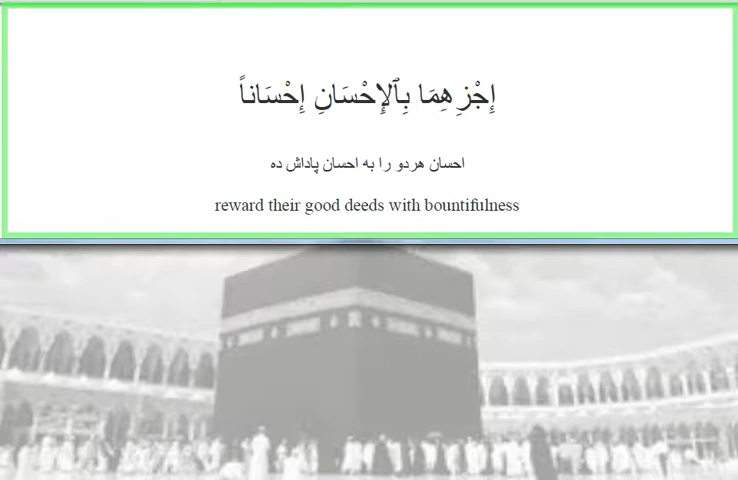 إِجْزِهِمَا بِٱلإِحْسَانِ إِحْسَاناً
احسان هردو را به احسان پاداش ده
reward their good deeds with bountifulness